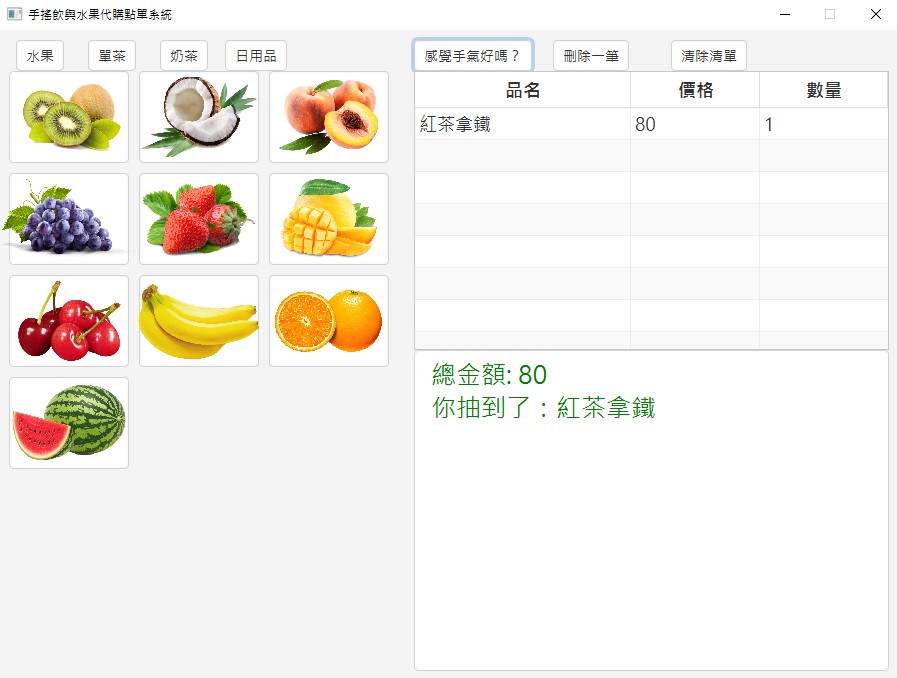 手搖飲與水果代購點單系統
水果 單茶 奶茶 日用品 感覺手氣好嗎？ 刪除一筆 清除清單
品名 價格 數量
紅茶拿鐵 80 1
總金額: 80
你抽到了：紅茶拿鐵